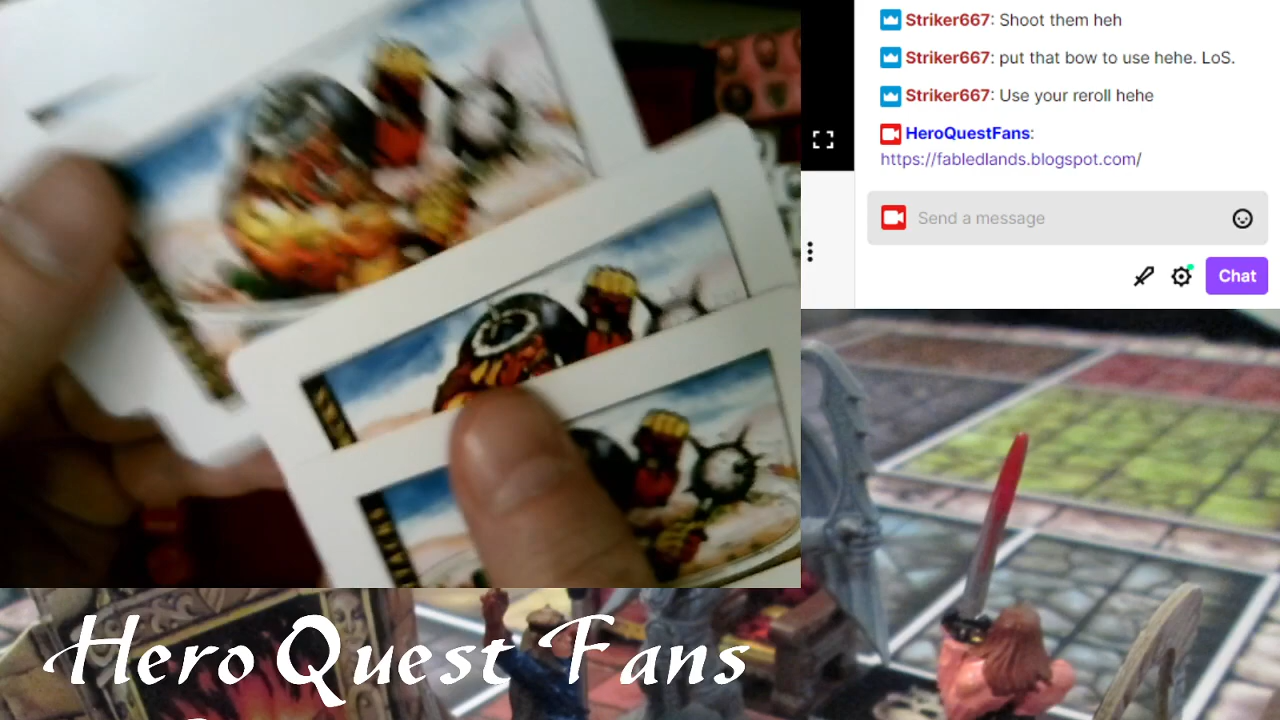 Striker667: Shoot them heh
Striker667: put that bow to use hehe. LoS.
Striker667: Use your reroll hehe
HeroQuestFans:
https://fabledlands.blogspot.com/
Send a message
Chat
Hero Quest Fans